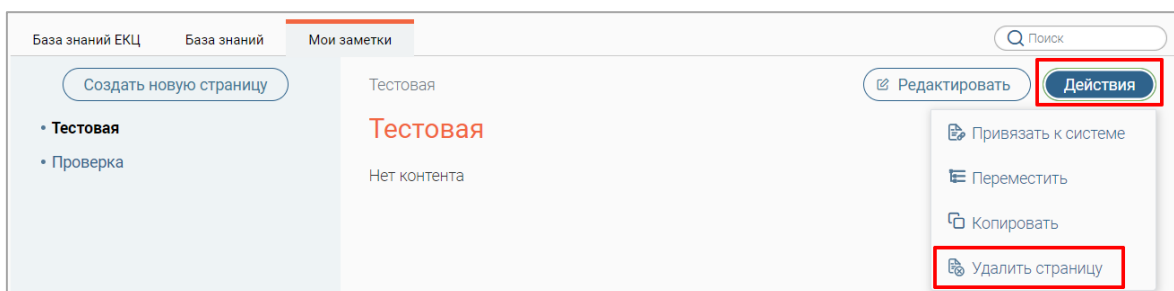 База знаний ЕКЦ База знаний Мои заметки Поиск
Создать новую страницу Тестовая Редактировать Действия
• Тестовая
• Проверка
Тестовая
Нет контента
Привязать к системе
Переместить
Копировать
Удалить страницу